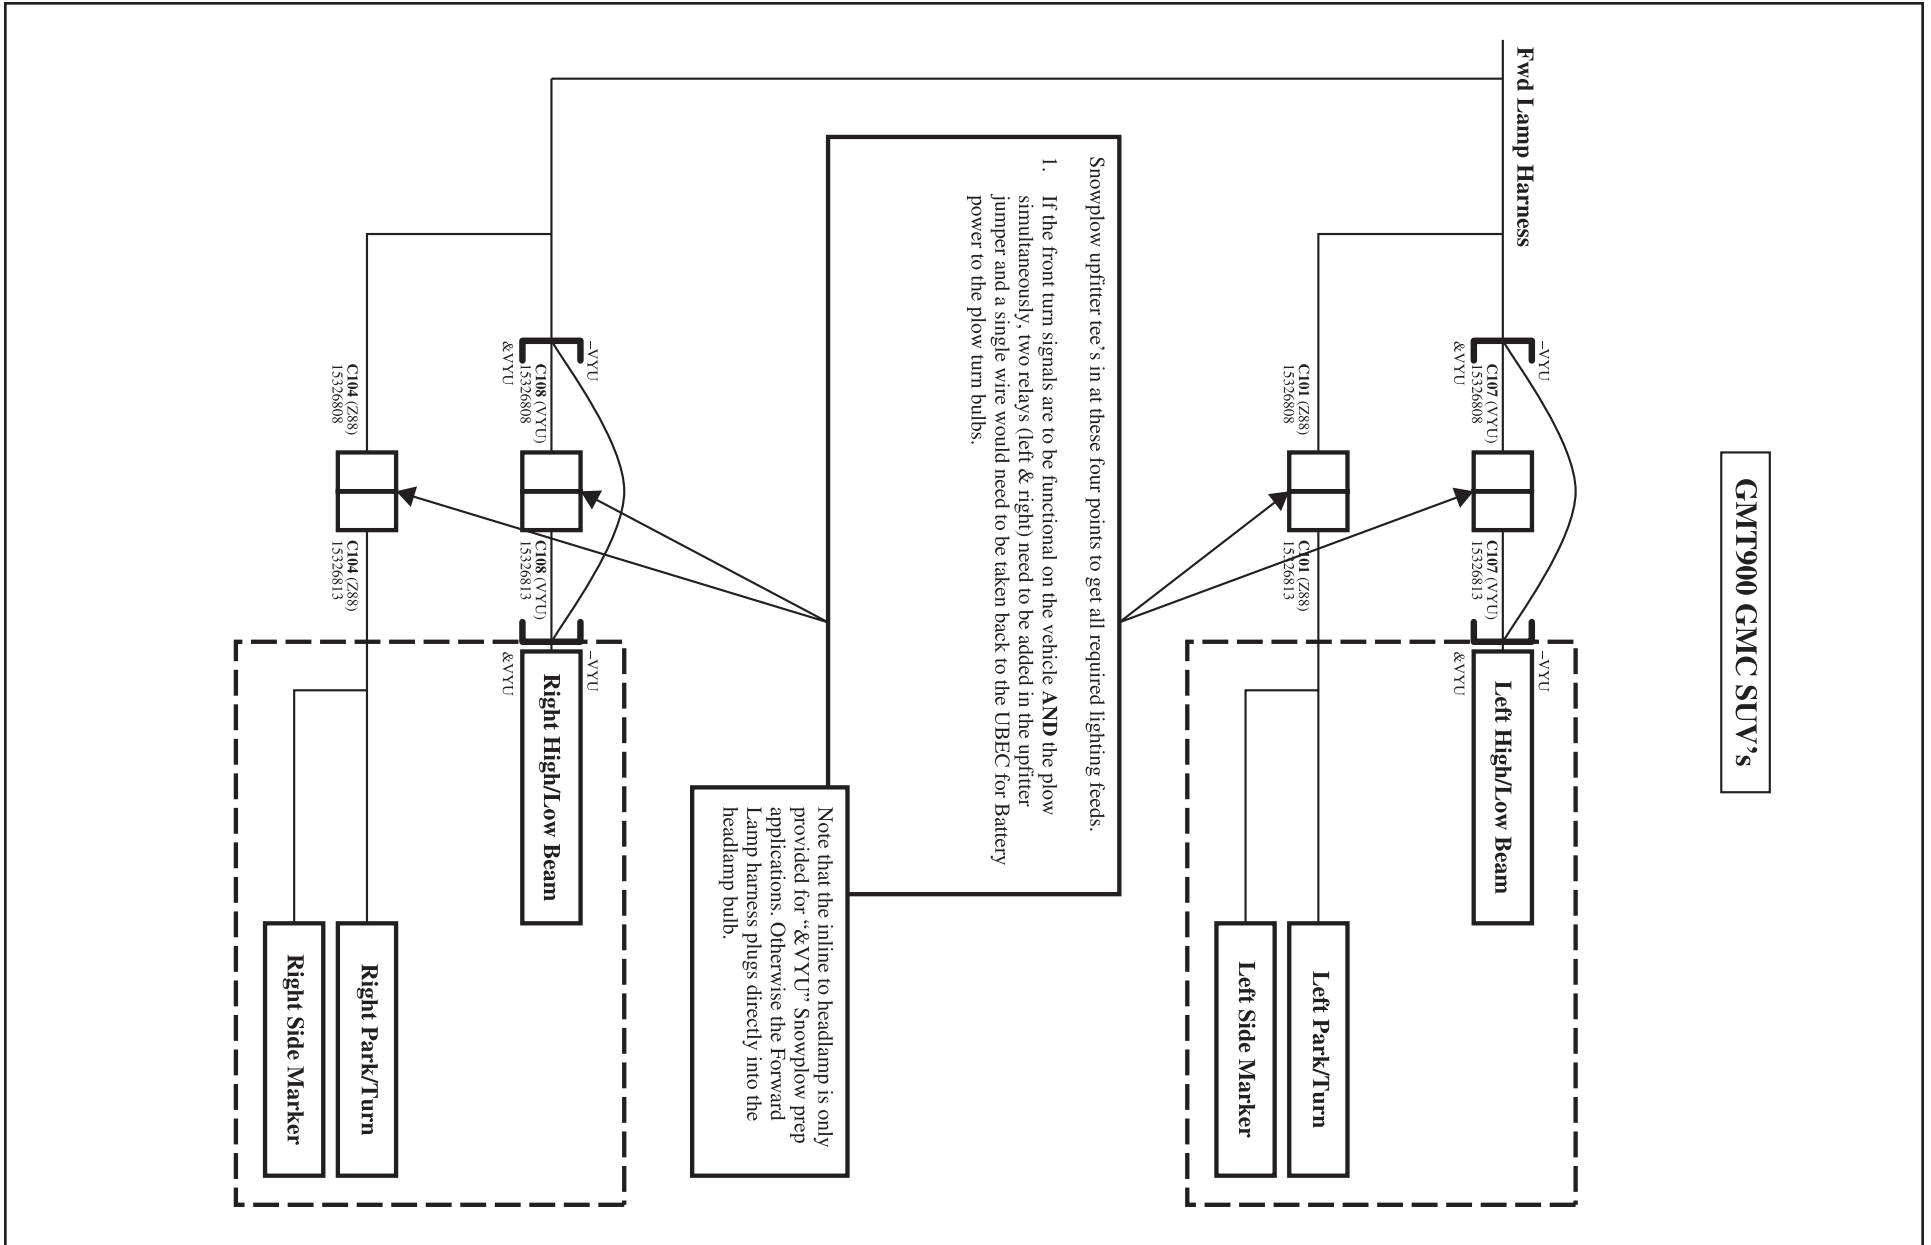 GMT900 GMC SUV's
Fwd Lamp Harness
–VYU
&VYU
C107 (VYU)
15326808
C107 (VYU)
15326813
–VYU
&VYU
Left High/Low Beam
C101 (Z88)
15326808
C101 (Z88)
15326813
Left Park/Turn
Left Side Marker
Snowplow upfitter tee's in at these four points to get all required lighting feeds.
1. If the front turn signals are to be functional on the vehicle AND the plow
simultaneously, two relays (left & right) need to be added in the upfitter
jumper and a single wire would need to be taken back to the UBEC for Battery
power to the plow turn bulbs.
Note that the inline to headlamp is only
provided for “&VYU” Snowplow prep
applications. Otherwise the Forward
Lamp harness plugs directly into the
headlamp bulb.
–VYU
&VYU
C108 (VYU)
15326808
C108 (VYU)
15326813
–VYU
&VYU
Right High/Low Beam
C104 (Z88)
15326808
C104 (Z88)
15326813
Right Park/Turn
Right Side Marker